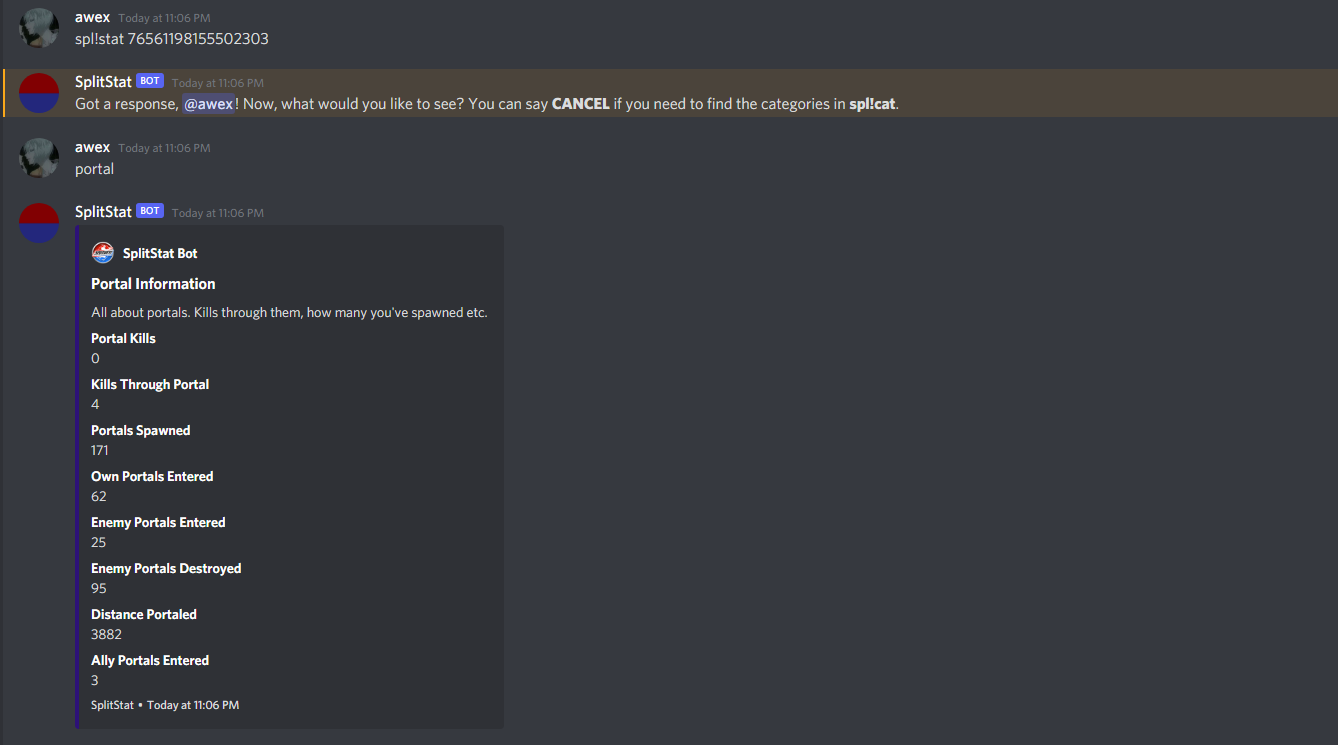 awex Today at 11:06 PM
spl!stat 76561198155502303
SplitStat BOT Today at 11:06 PM
Got a response, @awex! Now, what would you like to see? You can say CANCEL if you need to find the categories in spl!cat.
awex Today at 11:06 PM
portal
SplitStat BOT Today at 11:06 PM
SplitStat Bot
Portal Information
All about portals. Kills through them, how many you've spawned etc.
Portal Kills
0
Kills Through Portal
4
Portals Spawned
171
Own Portals Entered
62
Enemy Portals Entered
25
Enemy Portals Destroyed
95
Distance Portaled
3882
Ally Portals Entered
3
SplitStat • Today at 11:06 PM